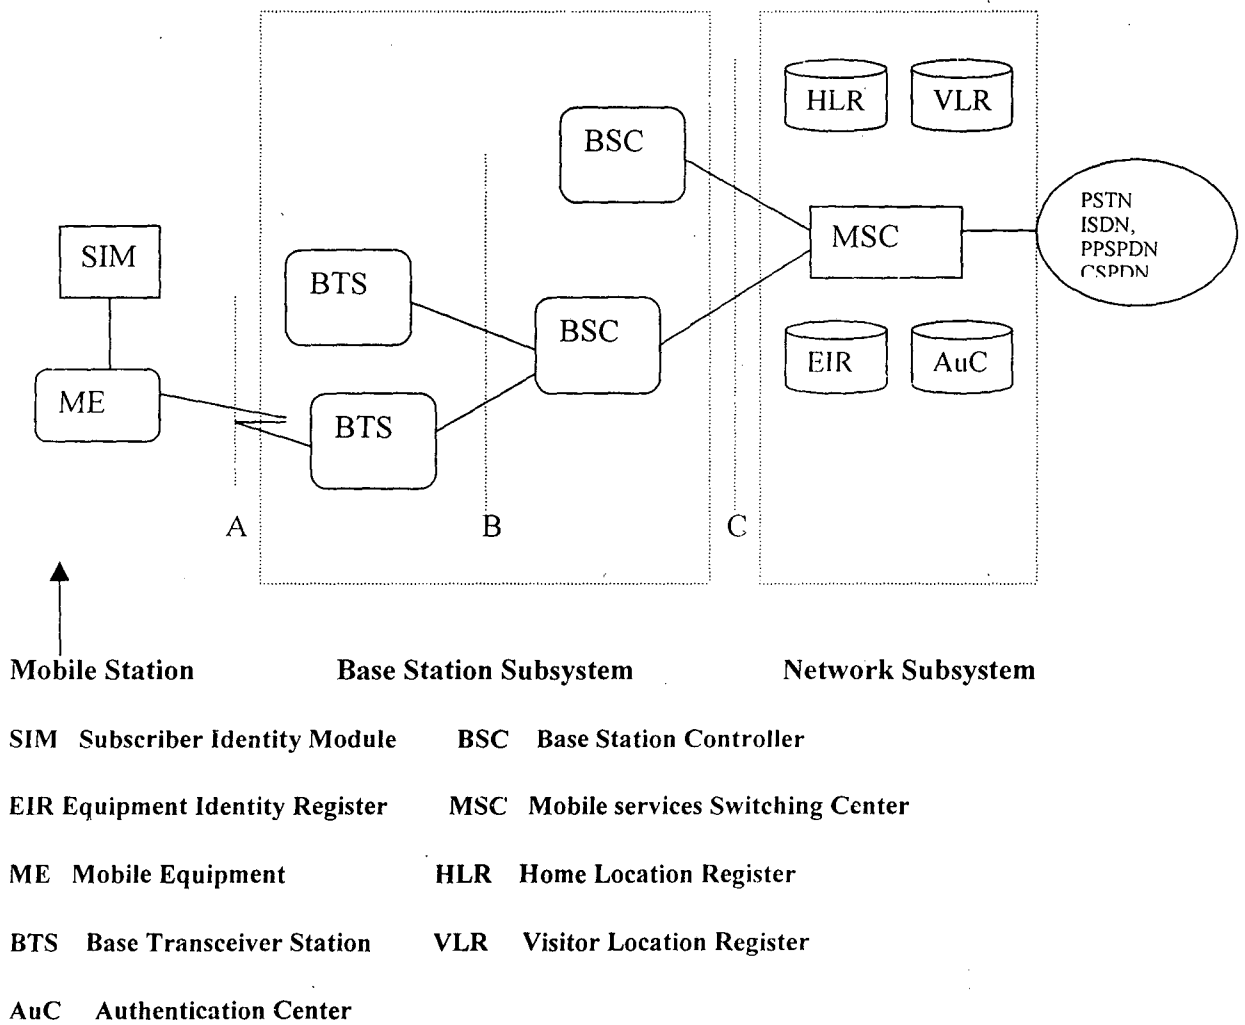 HLR VLR
BSC
PSTN
ISDN,
PPSPDN
CSPDN
MSC
SIM
BTS
BSC
EIR AuC
ME
BTS
A B C
Mobile Station Base Station Subsystem Network Subsystem
SIM Subscriber Identity Module BSC Base Station Controller
EIR Equipment Identity Register MSC Mobile services Switching Center
ME Mobile Equipment HLR Home Location Register
BTS Base Transceiver Station VLR Visitor Location Register
AuC Authentication Center